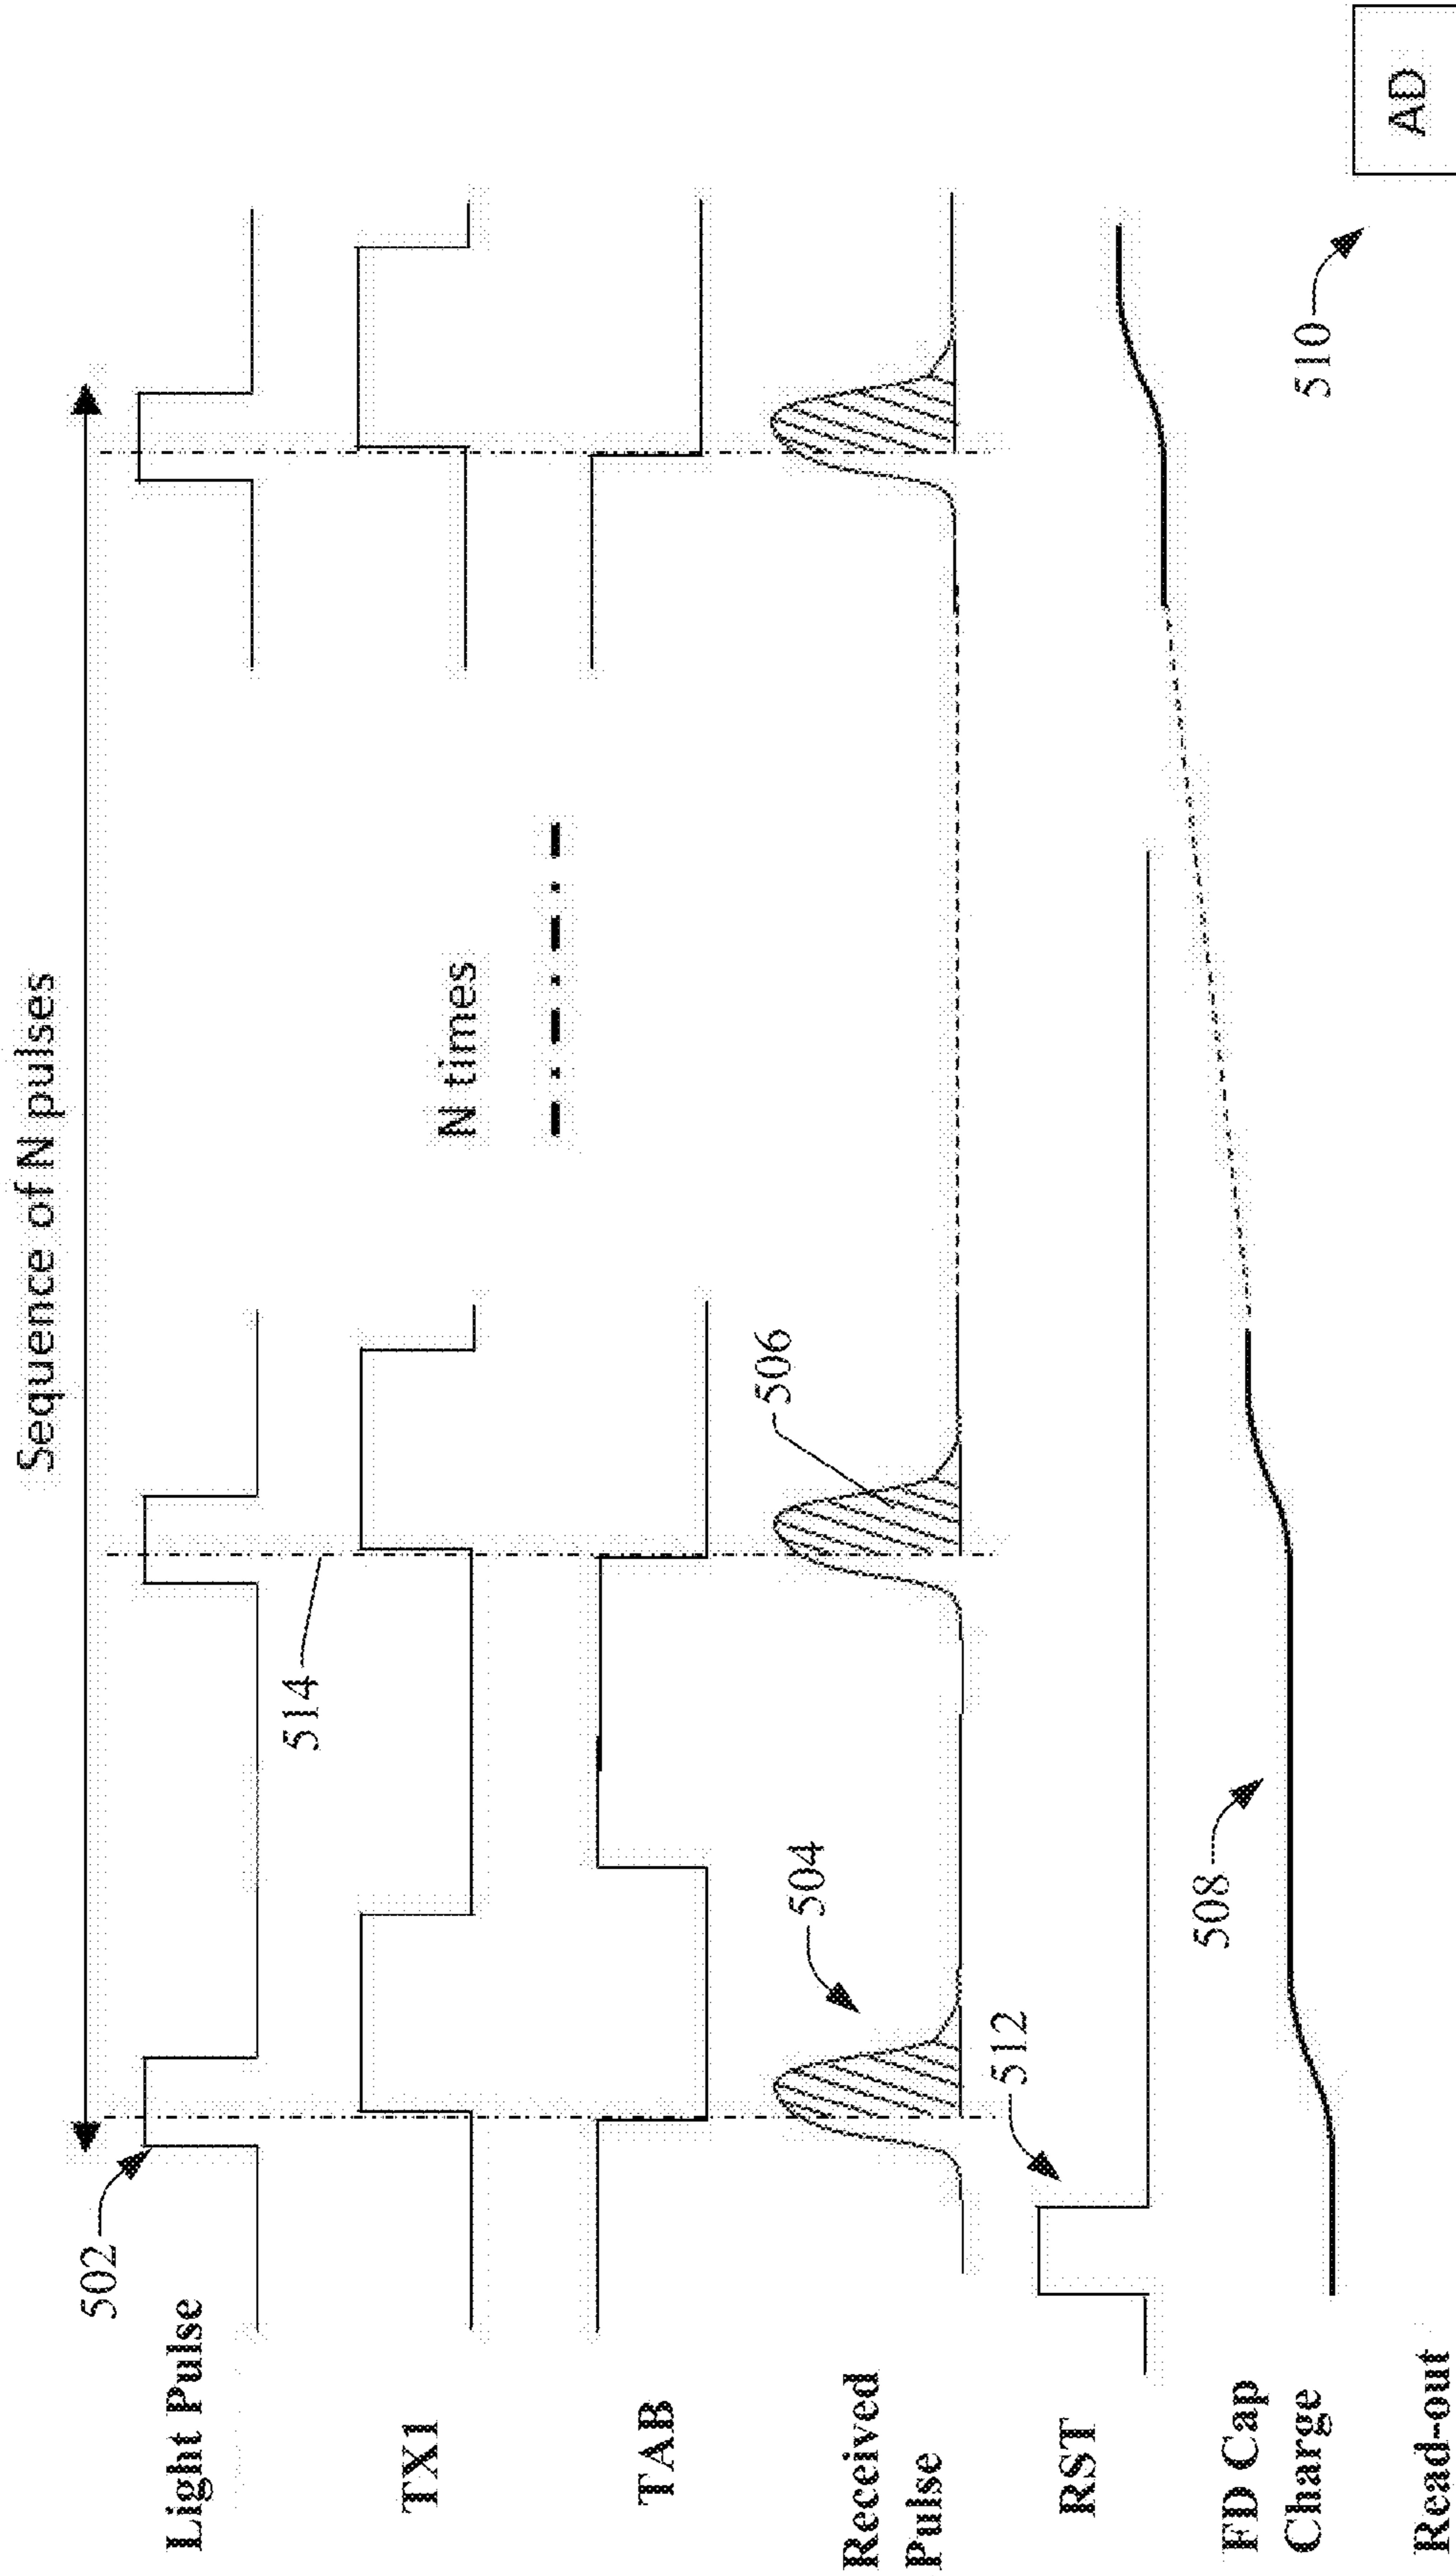 Sequence of N pulses
502
Light Pulse
514
TX1
N times
TAB
506
504
Received
Pulse
512
RST
508
FD Cap
Charge
510
AD
Read-out